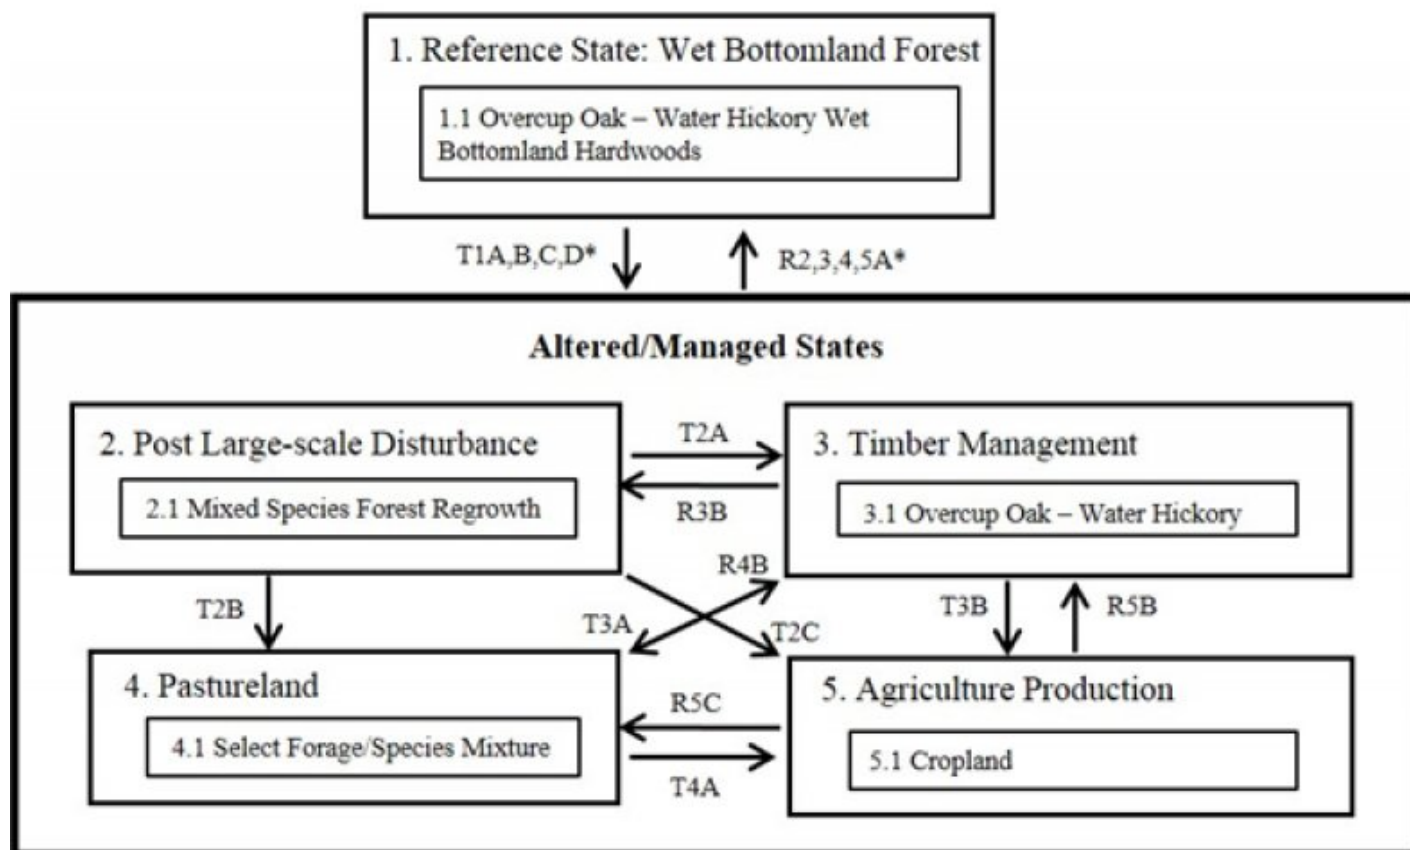 1. Reference State: Wet Bottomland Forest
1.1 Overcup Oak – Water Hickory Wet
Bottomland Hardwoods
T1A,B,C,D*
R2,3,4,5A*
Altered/Managed States
2. Post Large-scale Disturbance
2.1 Mixed Species Forest Regrowth
T2A
R3B
3. Timber Management
3.1 Overcup Oak – Water Hickory
T2B
R4B
T3A
T2C
T3B
R5B
4. Pastureland
4.1 Select Forage/Species Mixture
R5C
T4A
5. Agriculture Production
5.1 Cropland